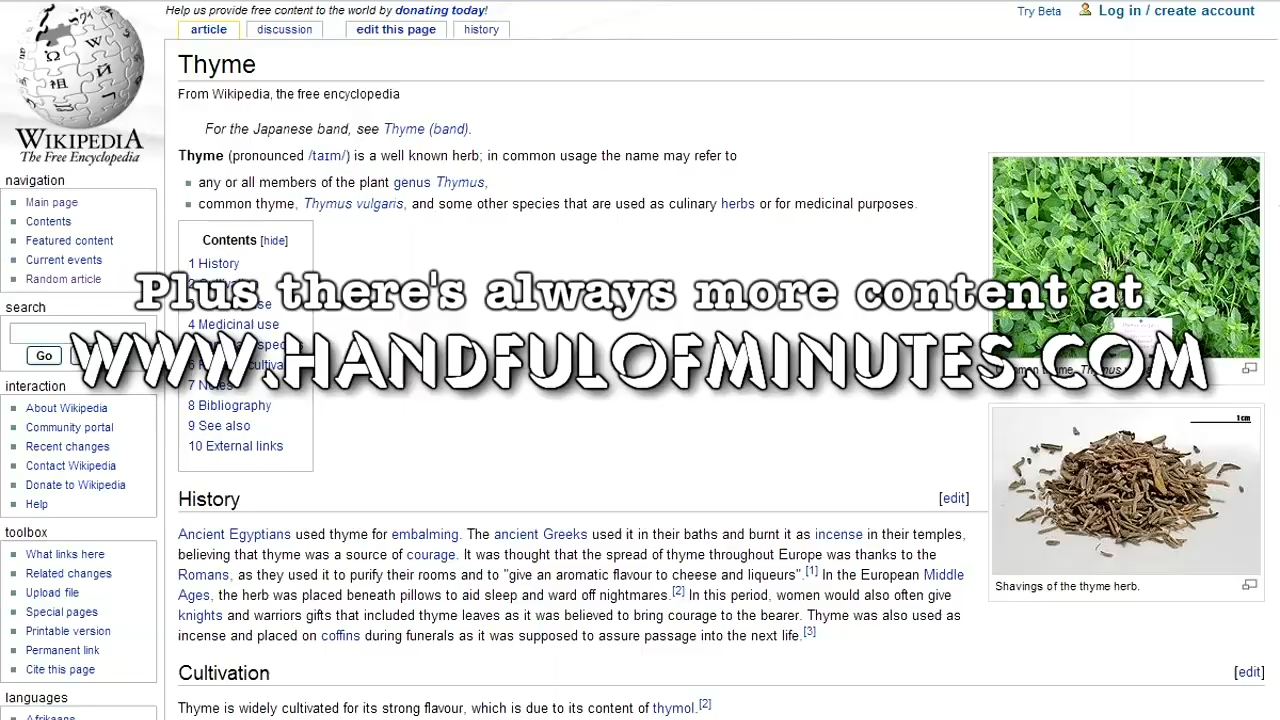 Help us provide free content to the world by donating today!
Try Beta
Log in / create account
article
discussion
edit this page
history
Thyme
From Wikipedia, the free encyclopedia
For the Japanese band, see Thyme (band).
Thyme (pronounced /taɪm/) is a well known herb; in common usage the name may refer to
any or all members of the plant genus Thymus,
common thyme, Thymus vulgaris, and some other species that are used as culinary herbs or for medicinal purposes.
WIKIPEDIA
The Free Encyclopedia
navigation
Main page
Contents
Featured content
Current events
Random article
search
Go
interaction
About Wikipedia
Community portal
Recent changes
Contact Wikipedia
Donate to Wikipedia
Help
toolbox
What links here
Related changes
Upload file
Special pages
Printable version
Permanent link
Cite this page
languages
Afrikaans
Contents [hide]
1 History
4 Medicinal use
7 Notes
8 Bibliography
9 See also
10 External links
Plus there's always more content at
WWW.HANDFULOFMINUTES.COM
1cm
Shavings of the thyme herb.
History
[edit]
Ancient Egyptians used thyme for embalming. The ancient Greeks used it in their baths and burnt it as incense in their temples,
believing that thyme was a source of courage. It was thought that the spread of thyme throughout Europe was thanks to the
Romans, as they used it to purify their rooms and to "give an aromatic flavour to cheese and liqueurs".[1] In the European Middle
Ages, the herb was placed beneath pillows to aid sleep and ward off nightmares.[2] In this period, women would also often give
knights and warriors gifts that included thyme leaves as it was believed to bring courage to the bearer. Thyme was also used as
incense and placed on coffins during funerals as it was supposed to assure passage into the next life.[3]
Cultivation
[edit]
Thyme is widely cultivated for its strong flavour, which is due to its content of thymol.[2]